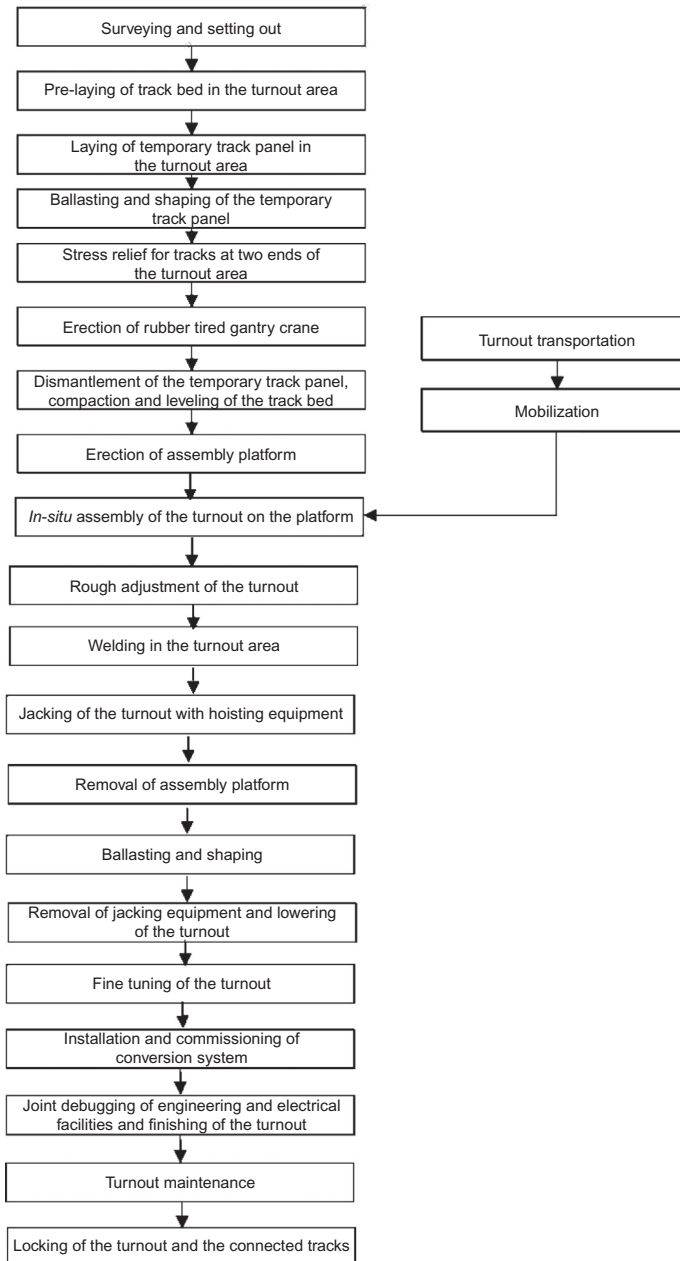 Surveying and setting out
Pre-laying of track bed in the turnout area
Laying of temporary track panel in
the turnout area
Ballasting and shaping of the temporary
track panel
Stress relief for tracks at two ends of
the turnout area
Erection of rubber tired gantry crane
Turnout transportation
Dismantlement of the temporary track panel,
compaction and leveling of the track bed
Mobilization
Erection of assembly platform
In-situ assembly of the turnout on the platform
Rough adjustment of the turnout
Welding in the turnout area
Jacking of the turnout with hoisting equipment
Removal of assembly platform
Ballasting and shaping
Removal of jacking equipment and lowering
of the turnout
Fine tuning of the turnout
Installation and commissioning of
conversion system
Joint debugging of engineering and electrical
facilities and finishing of the turnout
Turnout maintenance
Locking of the turnout and the connected tracks